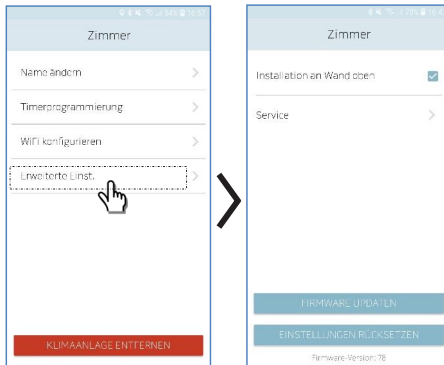 Zimmer
Name ändern
Timerprogrammierung
WiFi konfigurieren
Erweiterte Einst.
KLIMAANLAGE ENTFERNEN
Zimmer
Installation an Wand oben
Service
FIRMWARE UPDATEN
EINSTELLUNGEN RÜCKSETZEN
Firmware-Version: 78